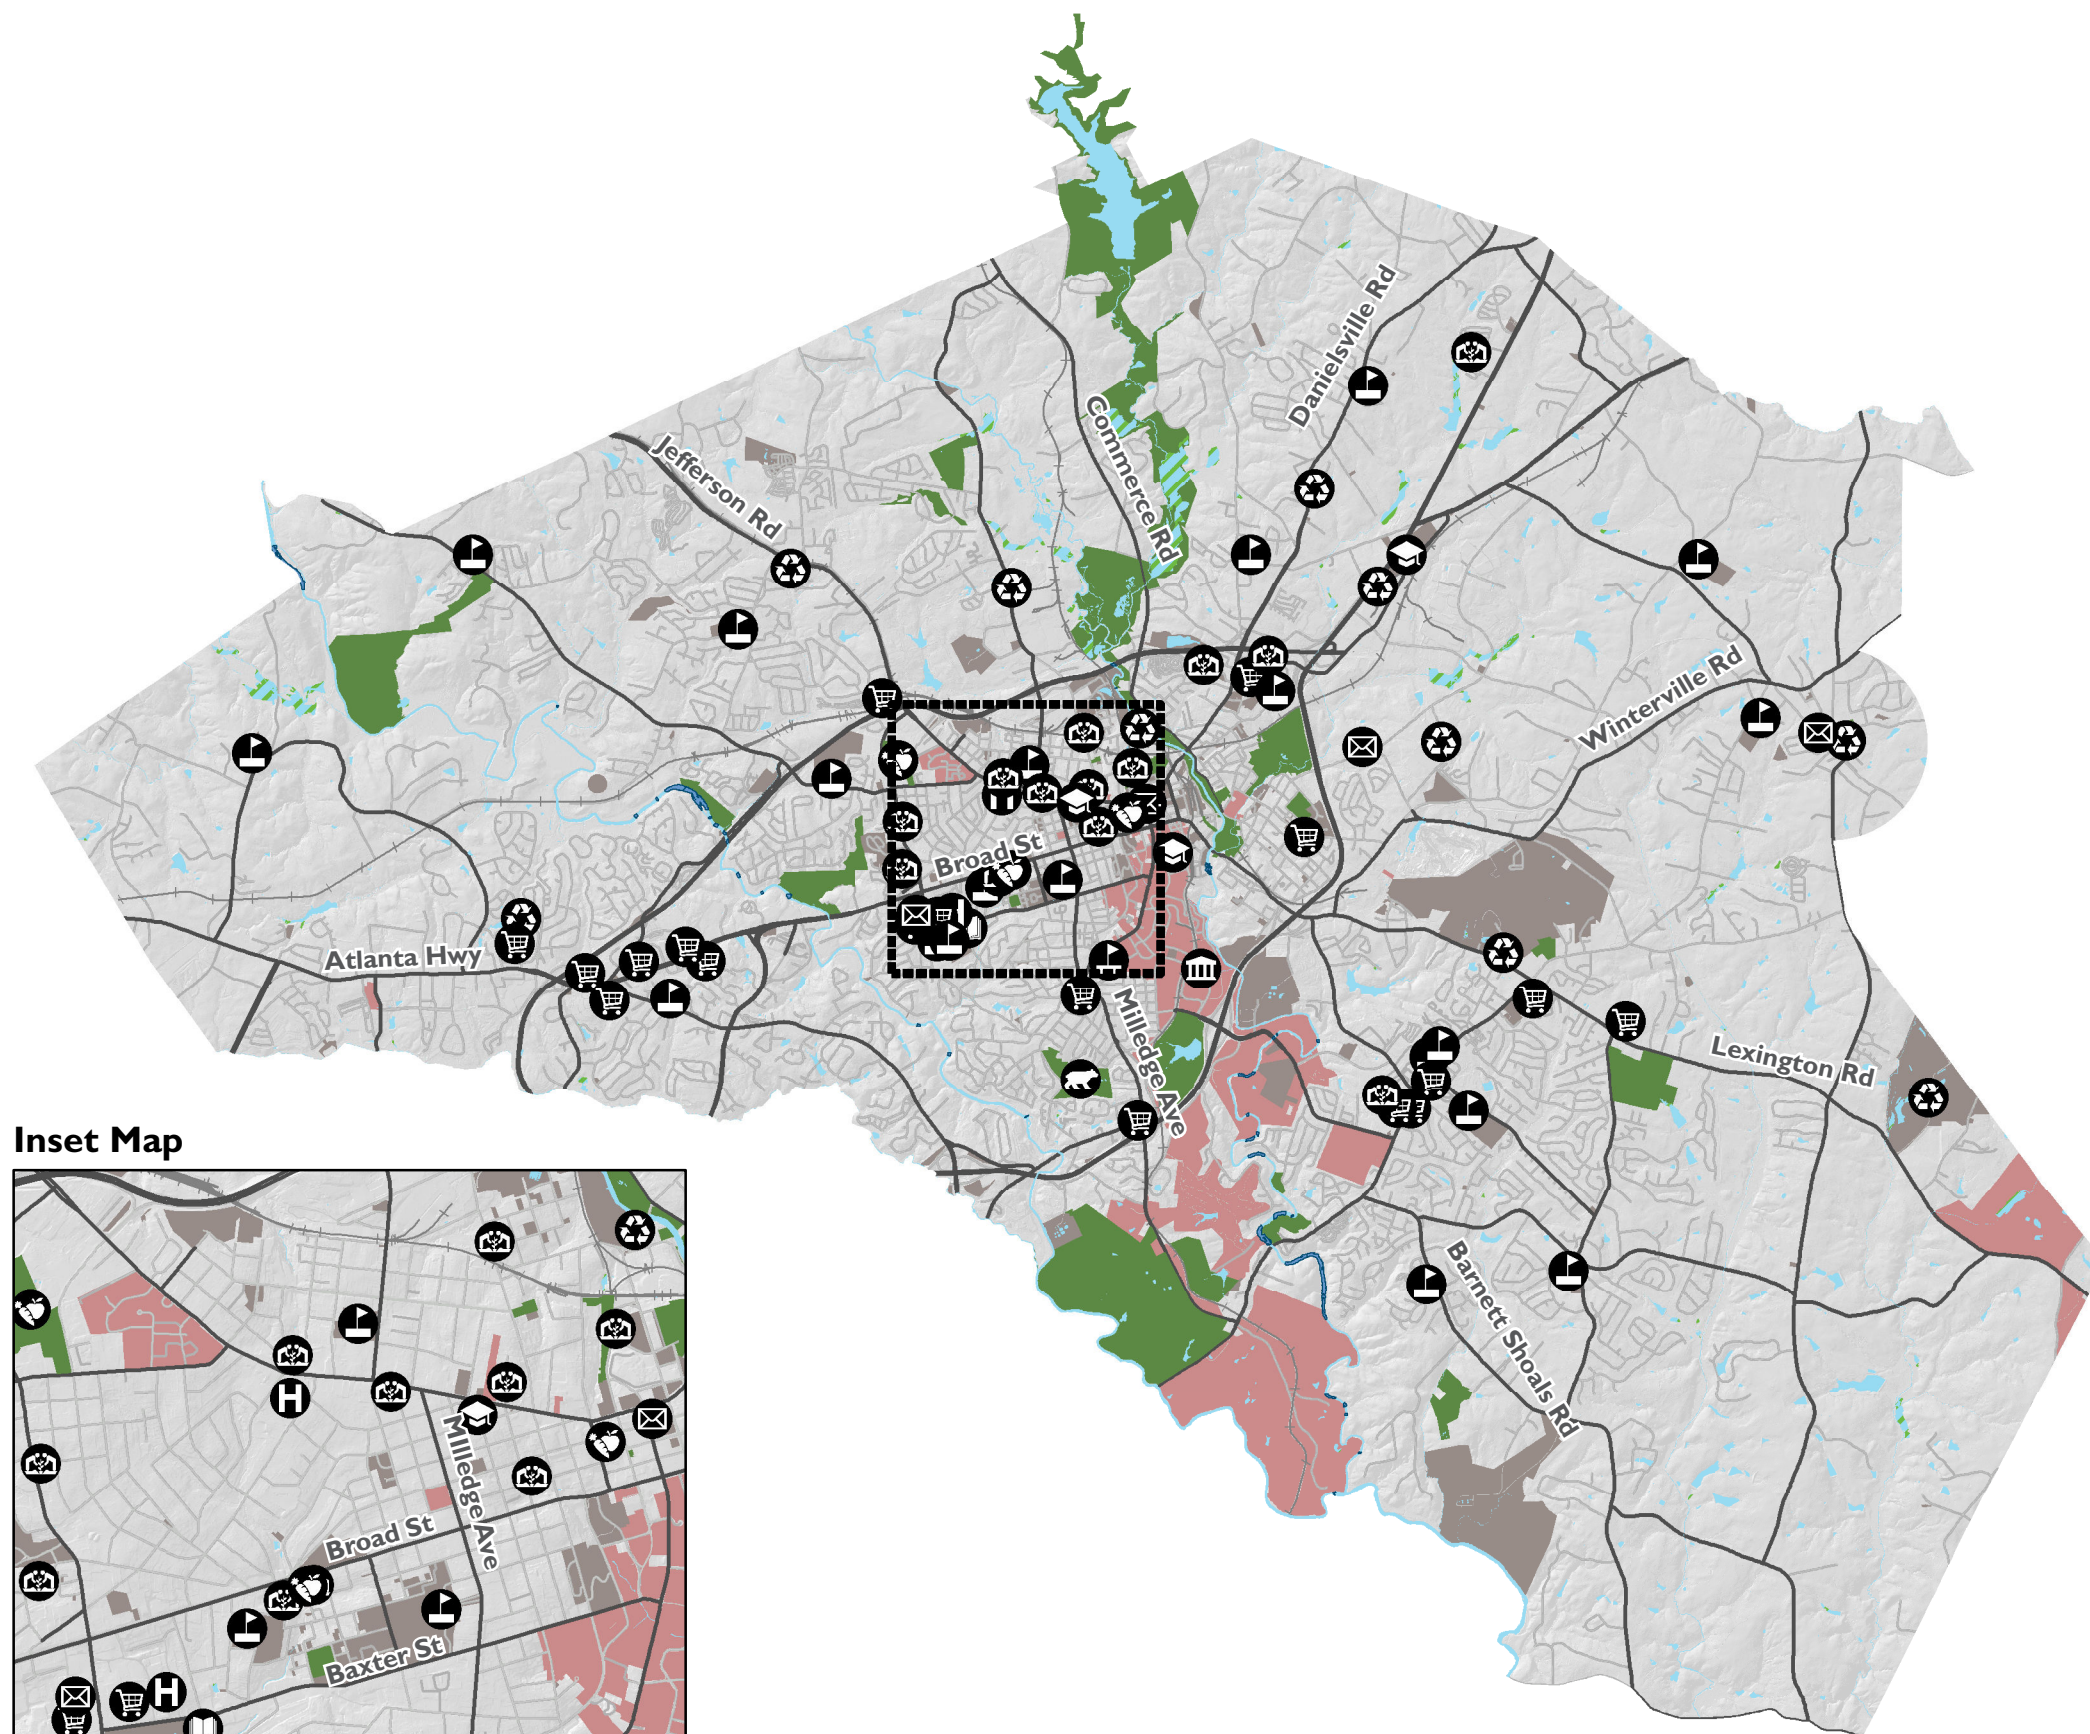 Danielsville Rd
Commerce Rd
Jefferson Rd
Winterville Rd
Broad St
Atlanta Hwy
Milledge Ave
Lexington Rd
Barnett Shoals Rd
Inset Map
H
Milledge Ave
Broad St
Baxter St
H